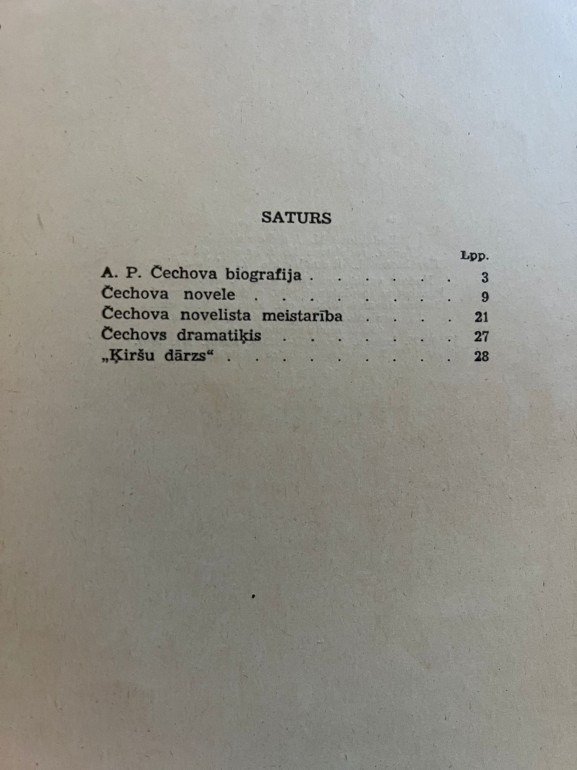 SATURS
Lpp.
A. P. Čechova biografija . . . . . . 3
Čechova novele . . . . . . . . 9
Čechova novelista meistarība . . . . 21
Čechovs dramatiķis . . . . . . . 27
„Ķiršu dārzs“ . . . . . . . . . 28